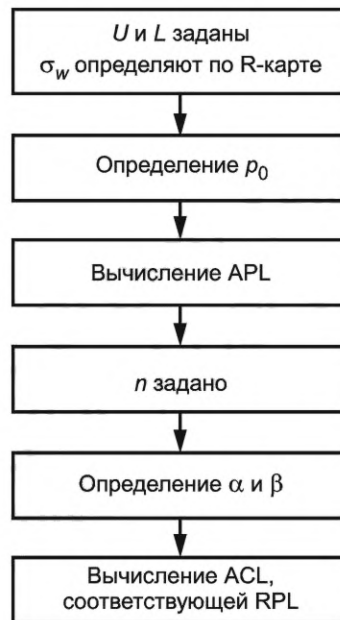 U и L заданы
σw определяют по R-карте
Определение p0
Вычисление APL
n задано
Определение α и β
Вычисление ACL,
соответствующей RPL